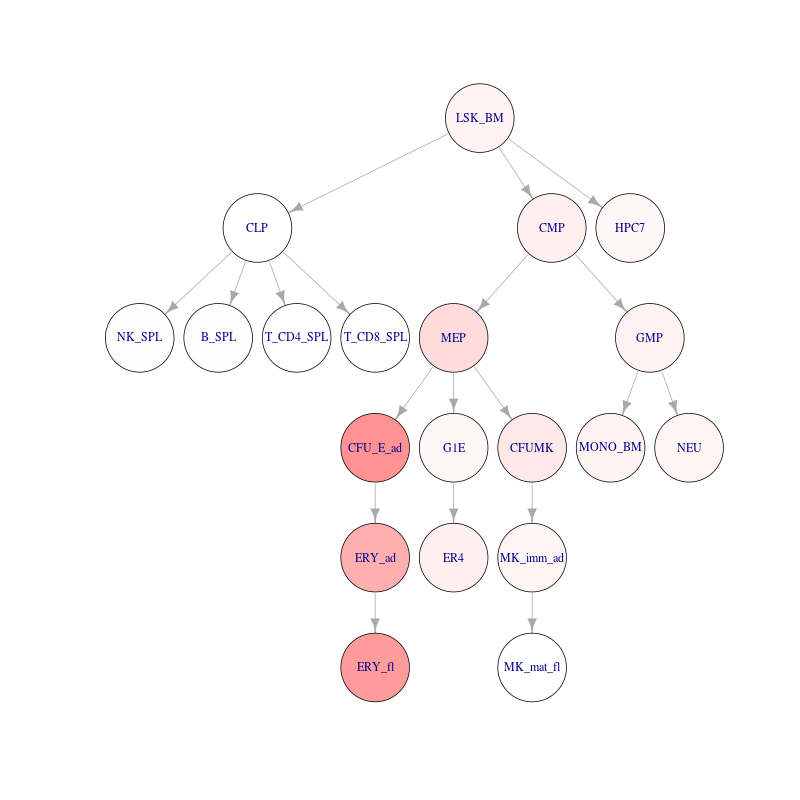 LSK_BM
CLP
CMP
HPC7
NK_SPL
B_SPL
T_CD4_SPL
T_CD8_SPL
MEP
GMP
CFU_E_ad
G1E
CFUMK
MONO_BM
NEU
ERY_ad
ER4
MK_imm_ad
ERY_fl
MK_mat_fl